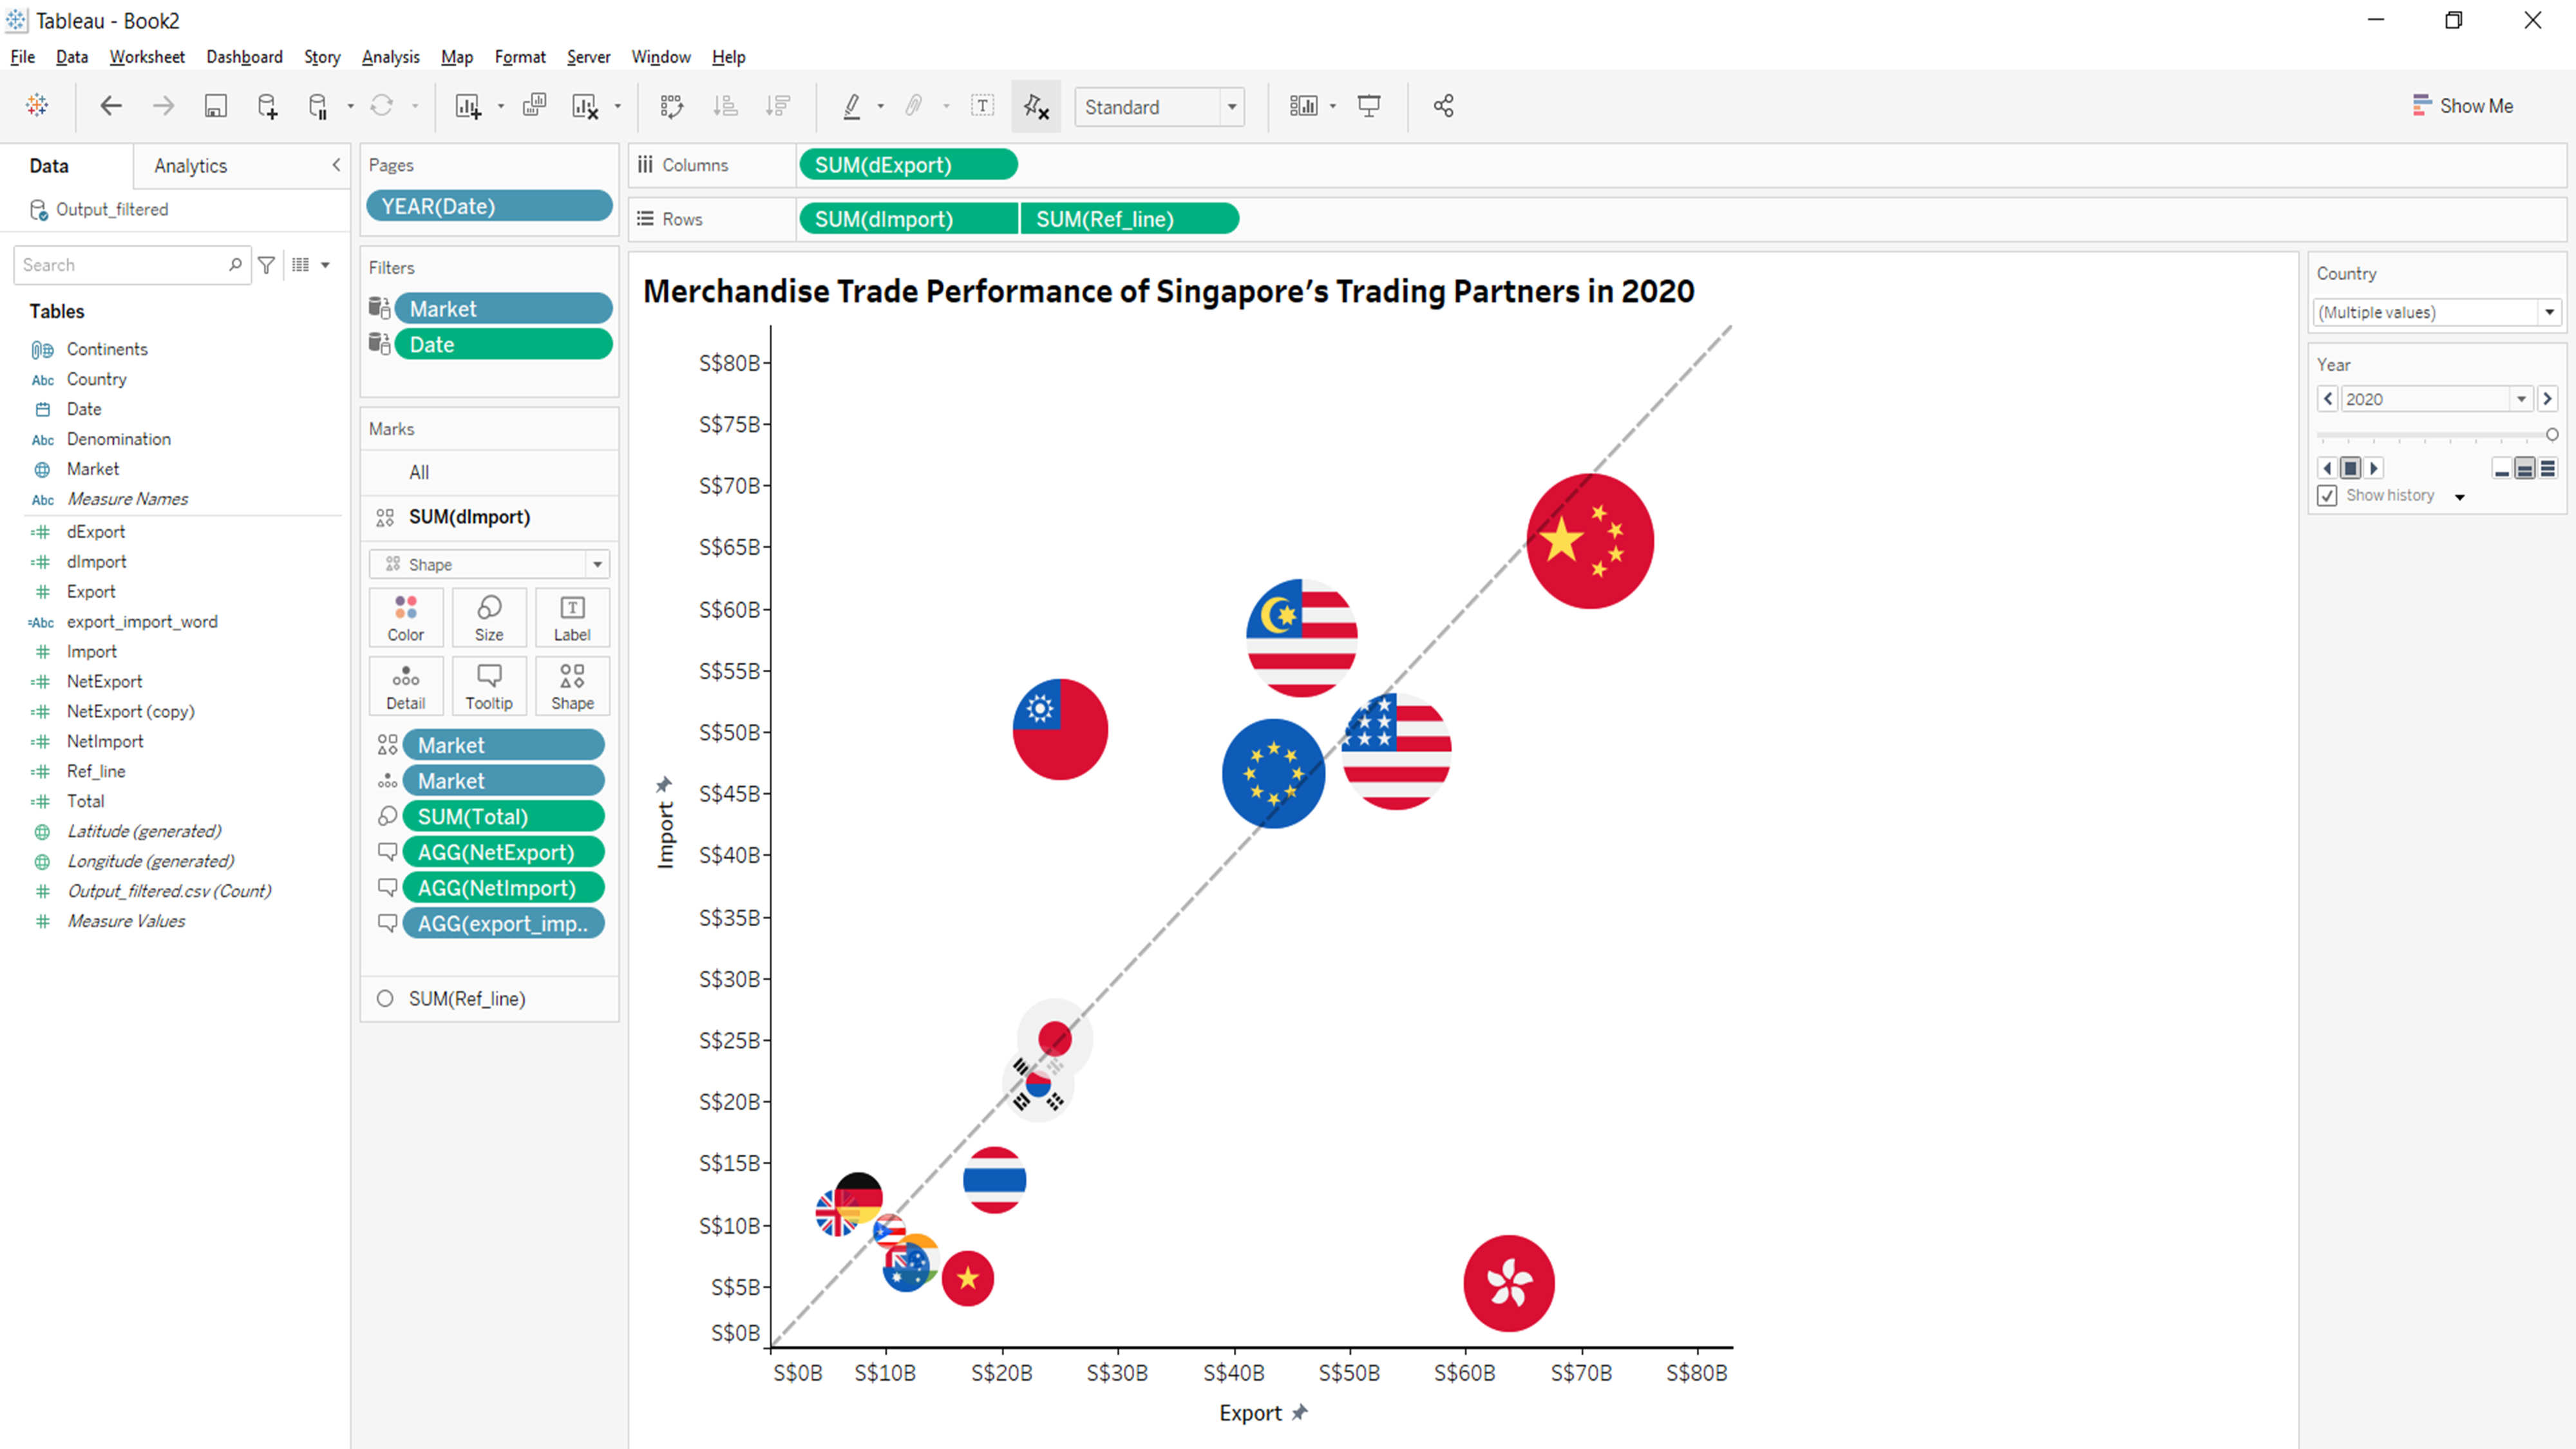 Tableau - Book2
File Data Worksheet Dashboard Story Analysis Map Format Server Window Help
Standard
Show Me
Data Analytics
Output_filtered
Search
Tables
Continents
Abc Country
Date
Abc Denomination
Market
Abc Measure Names
dExport
dImport
Export
=Abc export_import_word
Import
NetExport
NetExport (copy)
NetImport
Ref_line
Total
Latitude (generated)
Longitude (generated)
Output_filtered.csv (Count)
Measure Values
Pages
YEAR(Date)
Filters
Market
Date
Marks
All
SUM(dImport)
Shape
Color Size Label
Detail Tooltip Shape
Market
Market
SUM(Total)
AGG(NetExport)
AGG(NetImport)
AGG(export_imp..
SUM(Ref_line)
Columns SUM(dExport)
Rows SUM(dImport) SUM(Ref_line)
Merchandise Trade Performance of Singapore’s Trading Partners in 2020
S$80B
S$75B
S$70B
S$65B
S$60B
S$55B
S$50B
S$45B
S$40B
S$35B
S$30B
S$25B
S$20B
S$15B
S$10B
S$5B
S$0B
Import
S$0B S$10B S$20B S$30B S$40B S$50B S$60B S$70B S$80B
Export
Country
(Multiple values)
Year
2020
Show history